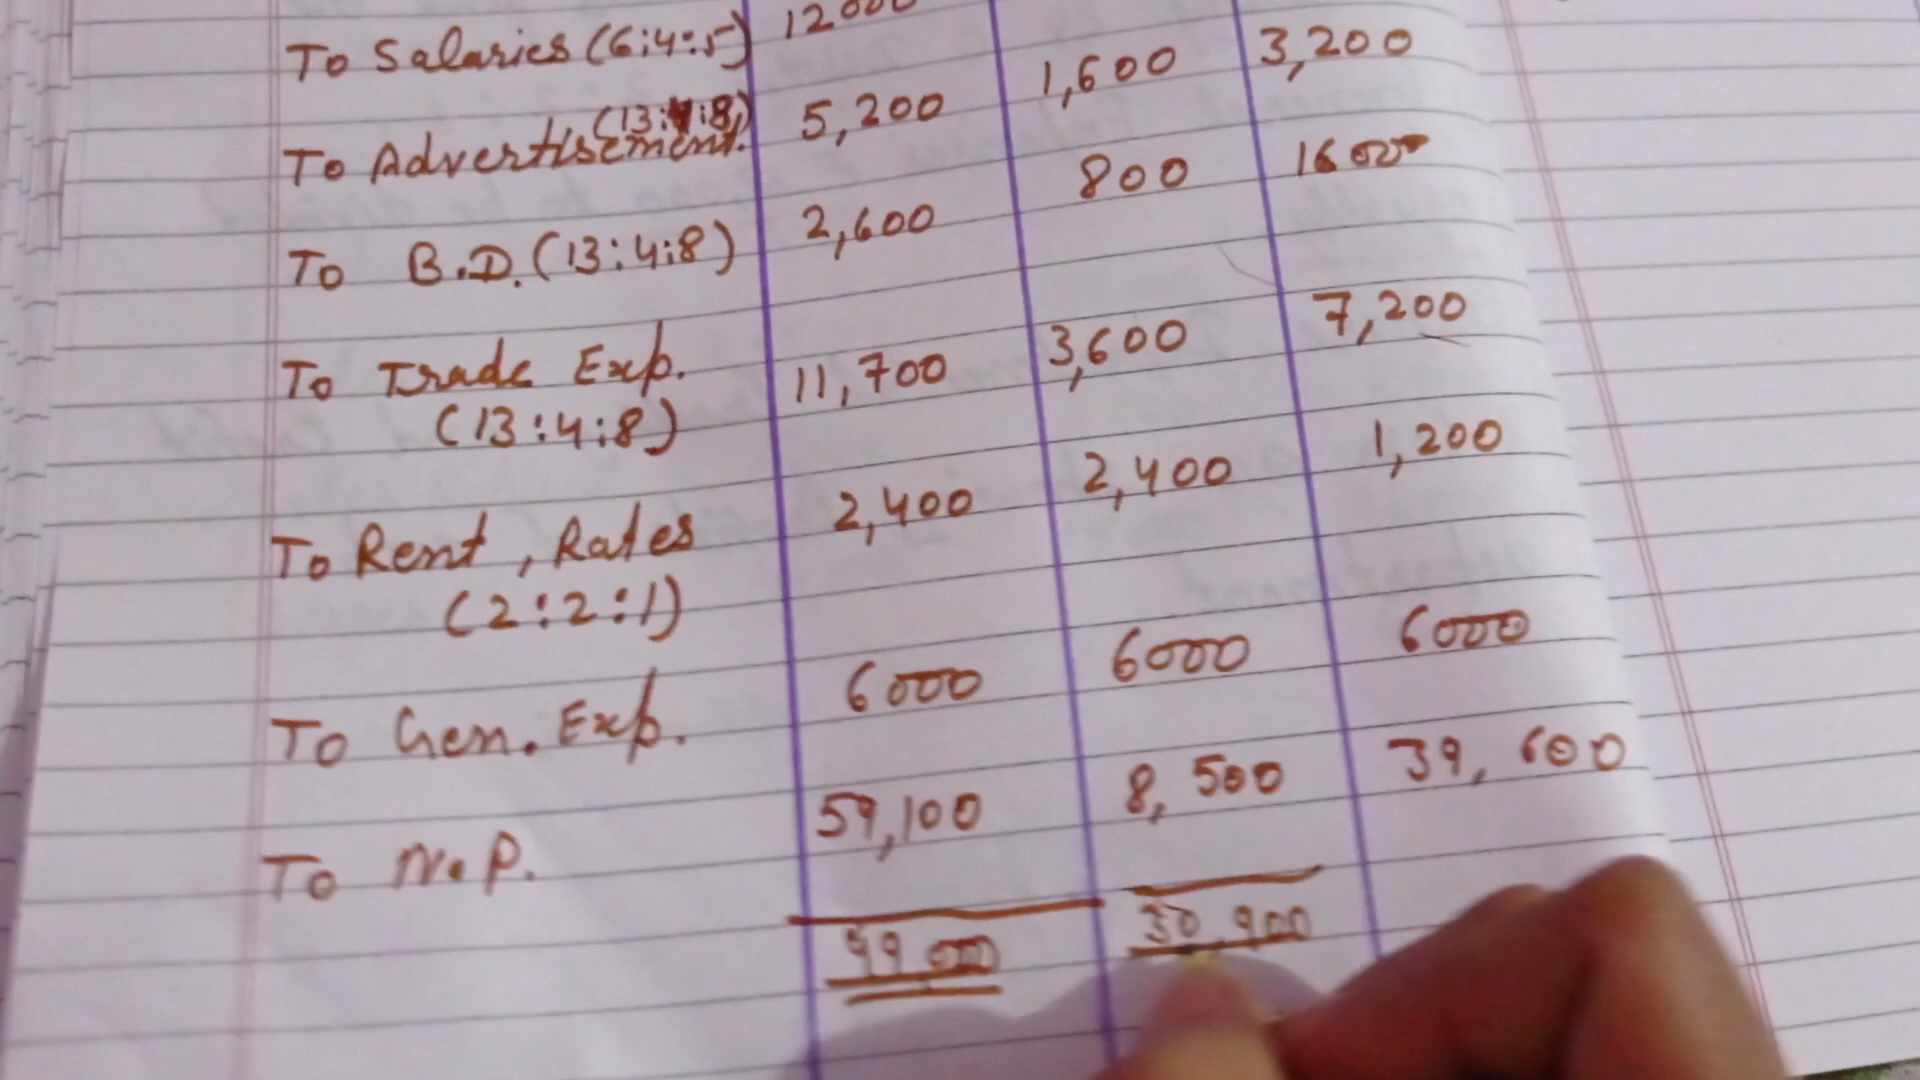 To Salaries (6:4:5) 12000
To Advertisement (13:4:8) 5,200 1,600 3,200
To B.D. (13:4:8) 2,600 800 1600
To Trade Exp. 11,700 3,600 7,200
(13:4:8)
To Rent, Rates 2,400 2,400 1,200
(2:2:1)
To Gen. Exp. 6000 6000 6000
To N.P. 59,100 8,500 39,600
99000 30,900